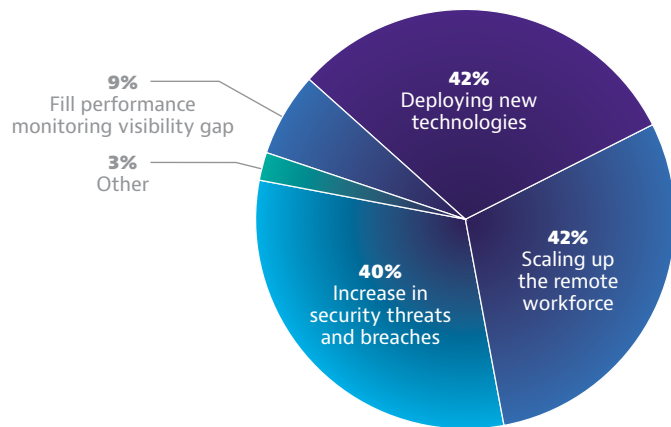 42%
Deploying new
technologies
9%
Fill performance
monitoring visibility gap
3%
Other
42%
Scaling up
the remote
workforce
40%
Increase in
security threats
and breaches